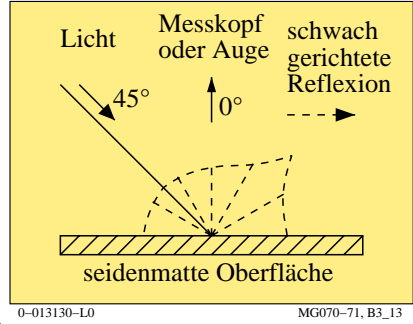 Licht
Messkopf
oder Auge
schwach
gerichtete
Reflexion
45°
0°
seidenmatte Oberfläche
0–013130–L0
MG070–71, B3_13